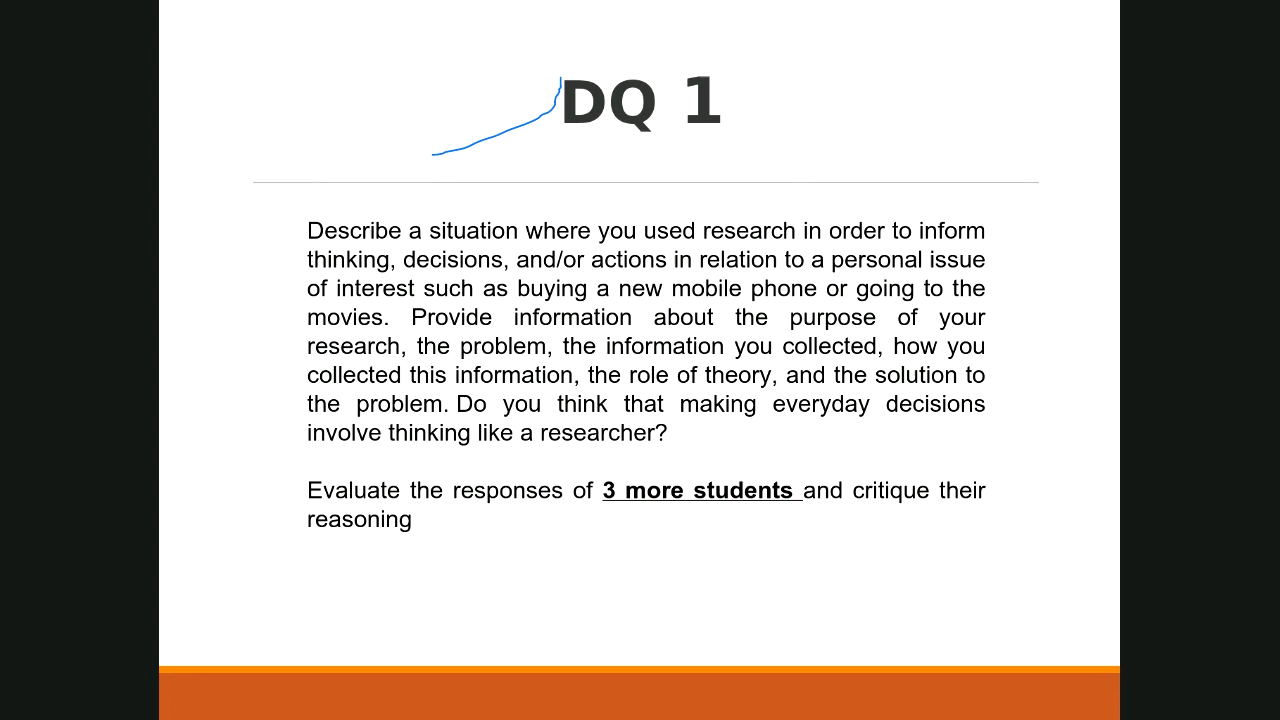 DQ 1
Describe a situation where you used research in order to inform
thinking, decisions, and/or actions in relation to a personal issue
of interest such as buying a new mobile phone or going to the
movies. Provide information about the purpose of your
research, the problem, the information you collected, how you
collected this information, the role of theory, and the solution to
the problem. Do you think that making everyday decisions
involve thinking like a researcher?
Evaluate the responses of 3 more students and critique their
reasoning